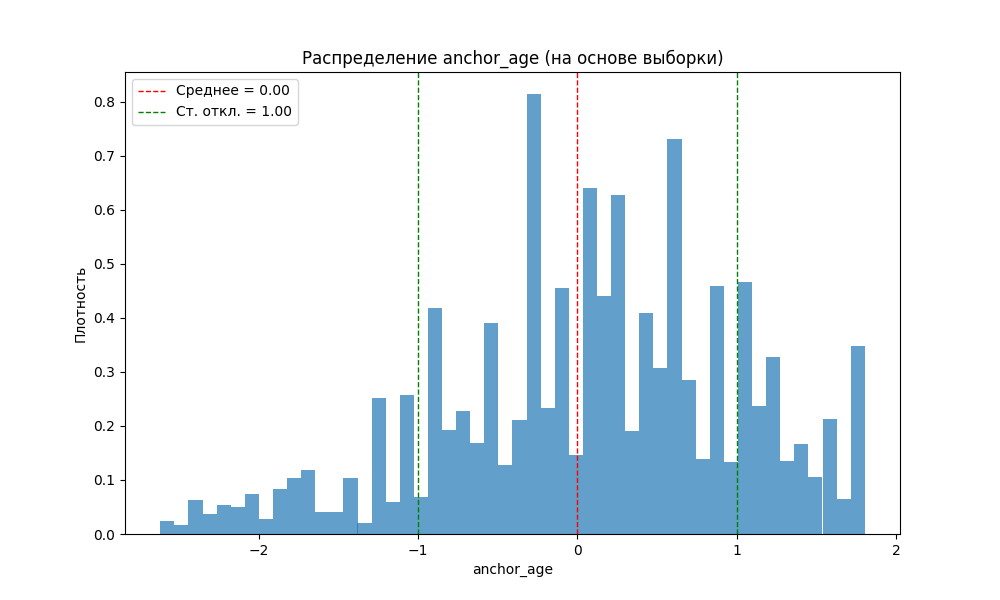 Распределение anchor_age (на основе выборки)
Среднее = 0.00
Ст. откл. = 1.00
Плотность
0.8
0.7
0.6
0.5
0.4
0.3
0.2
0.1
0.0
−2
−1
0
1
2
anchor_age